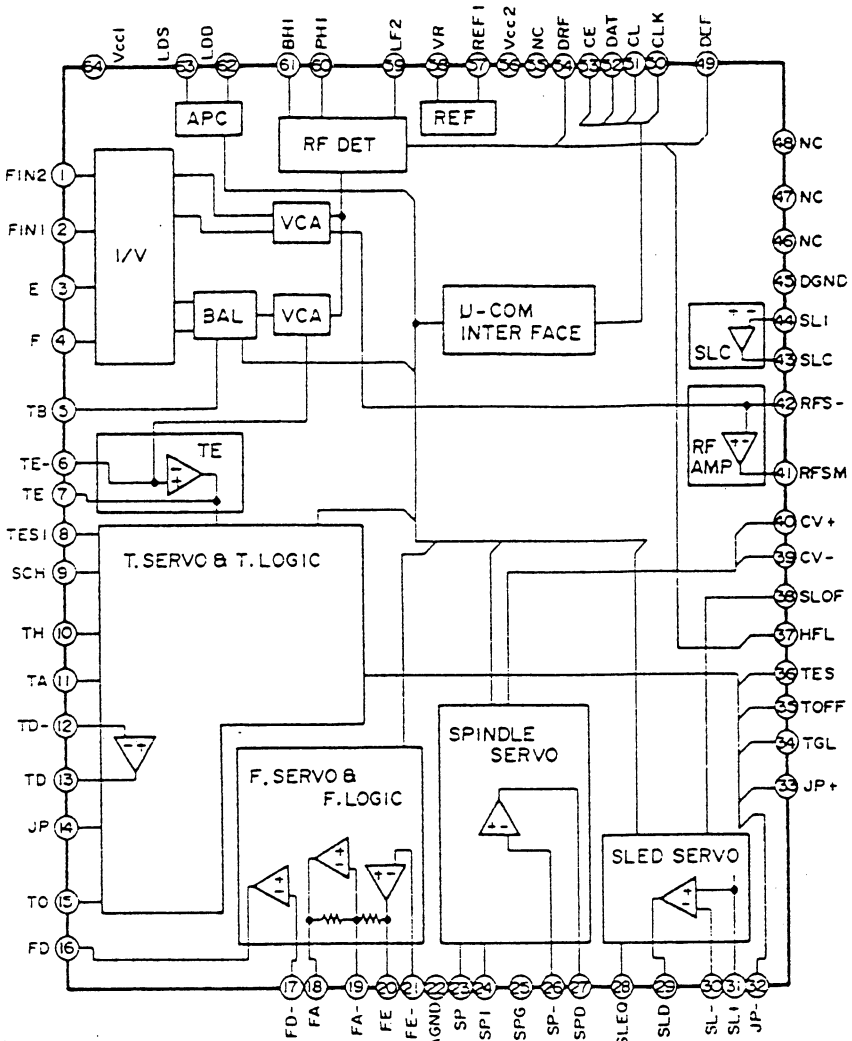 Vcc1
LDS
LDD
BH1
PH1
LF2
VR
REF1
Vcc2
NC
DRF
CE
DAT
CL
CLK
DEF
64
63
62
61
60
59
58
57
56
55
54
53
52
51
50
49
APC
RF DET
REF
FIN2 1
FIN1 2
E 3
F 4
TB 5
TE- 6
TE 7
TES1 8
SCH 9
TH 10
TA 11
TD- 12
TD 13
JP 14
TO 15
FD 16
I/V
VCA
BAL
VCA
U-COM
INTER FACE
TE
T.SERVO & T.LOGIC
F.SERVO &
F.LOGIC
SPINDLE
SERVO
SLED SERVO
SLC
RF
AMP
48 NC
47 NC
46 NC
45 DGND
44 SL1
43 SLC
42 RFS-
41 RFSM
40 CV+
39 CV-
38 SLOF
37 HFL
36 TES
35 TOFF
34 TGL
33 JP+
17
18
19
20
21
22
23
24
25
26
27
28
29
30
31
32
FD-
FA
FA-
FE
FE-
AGND
SP
SP1
SPG
SP-
SPD
SLEQ
SLD
SL-
JP-